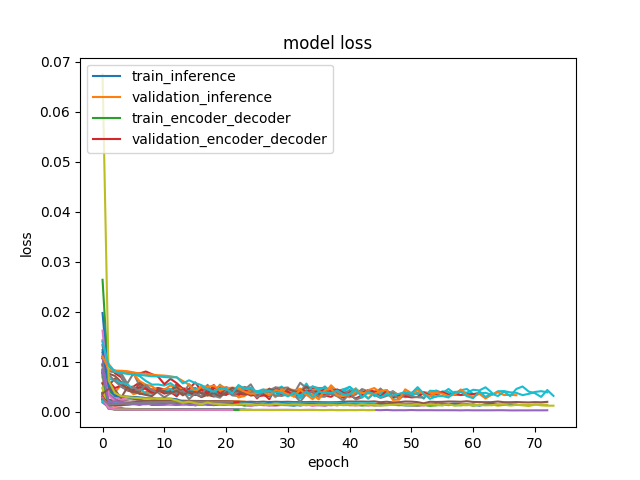 model loss
train_inference
validation_inference
train_encoder_decoder
validation_encoder_decoder
loss
0.07
0.06
0.05
0.04
0.03
0.02
0.01
0.00
0 10 20 30 40 50 60 70
epoch